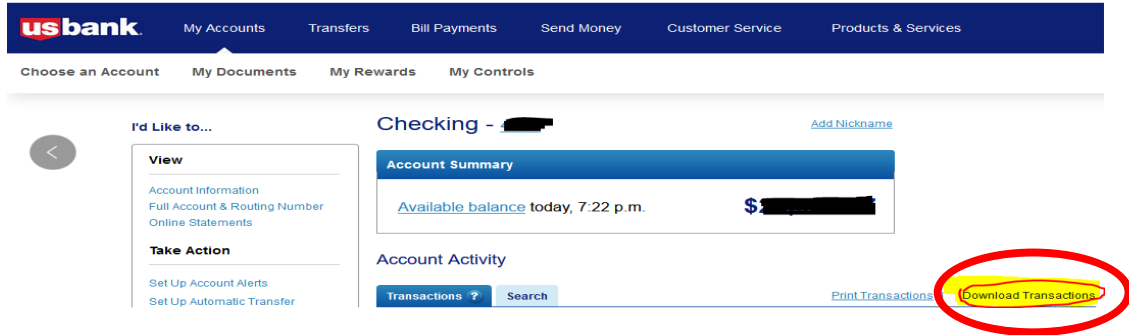 usbank. My Accounts Transfers Bill Payments Send Money Customer Service Products & Services
Choose an Account My Documents My Rewards My Controls
I'd Like to...
View
Account Information
Full Account & Routing Number
Online Statements
Take Action
Set Up Account Alerts
Set Up Automatic Transfer
Checking -
Add Nickname
Account Summary
Available balance today, 7:22 p.m. $
Account Activity
Transactions ? Search
Print Transactions
Download Transactions